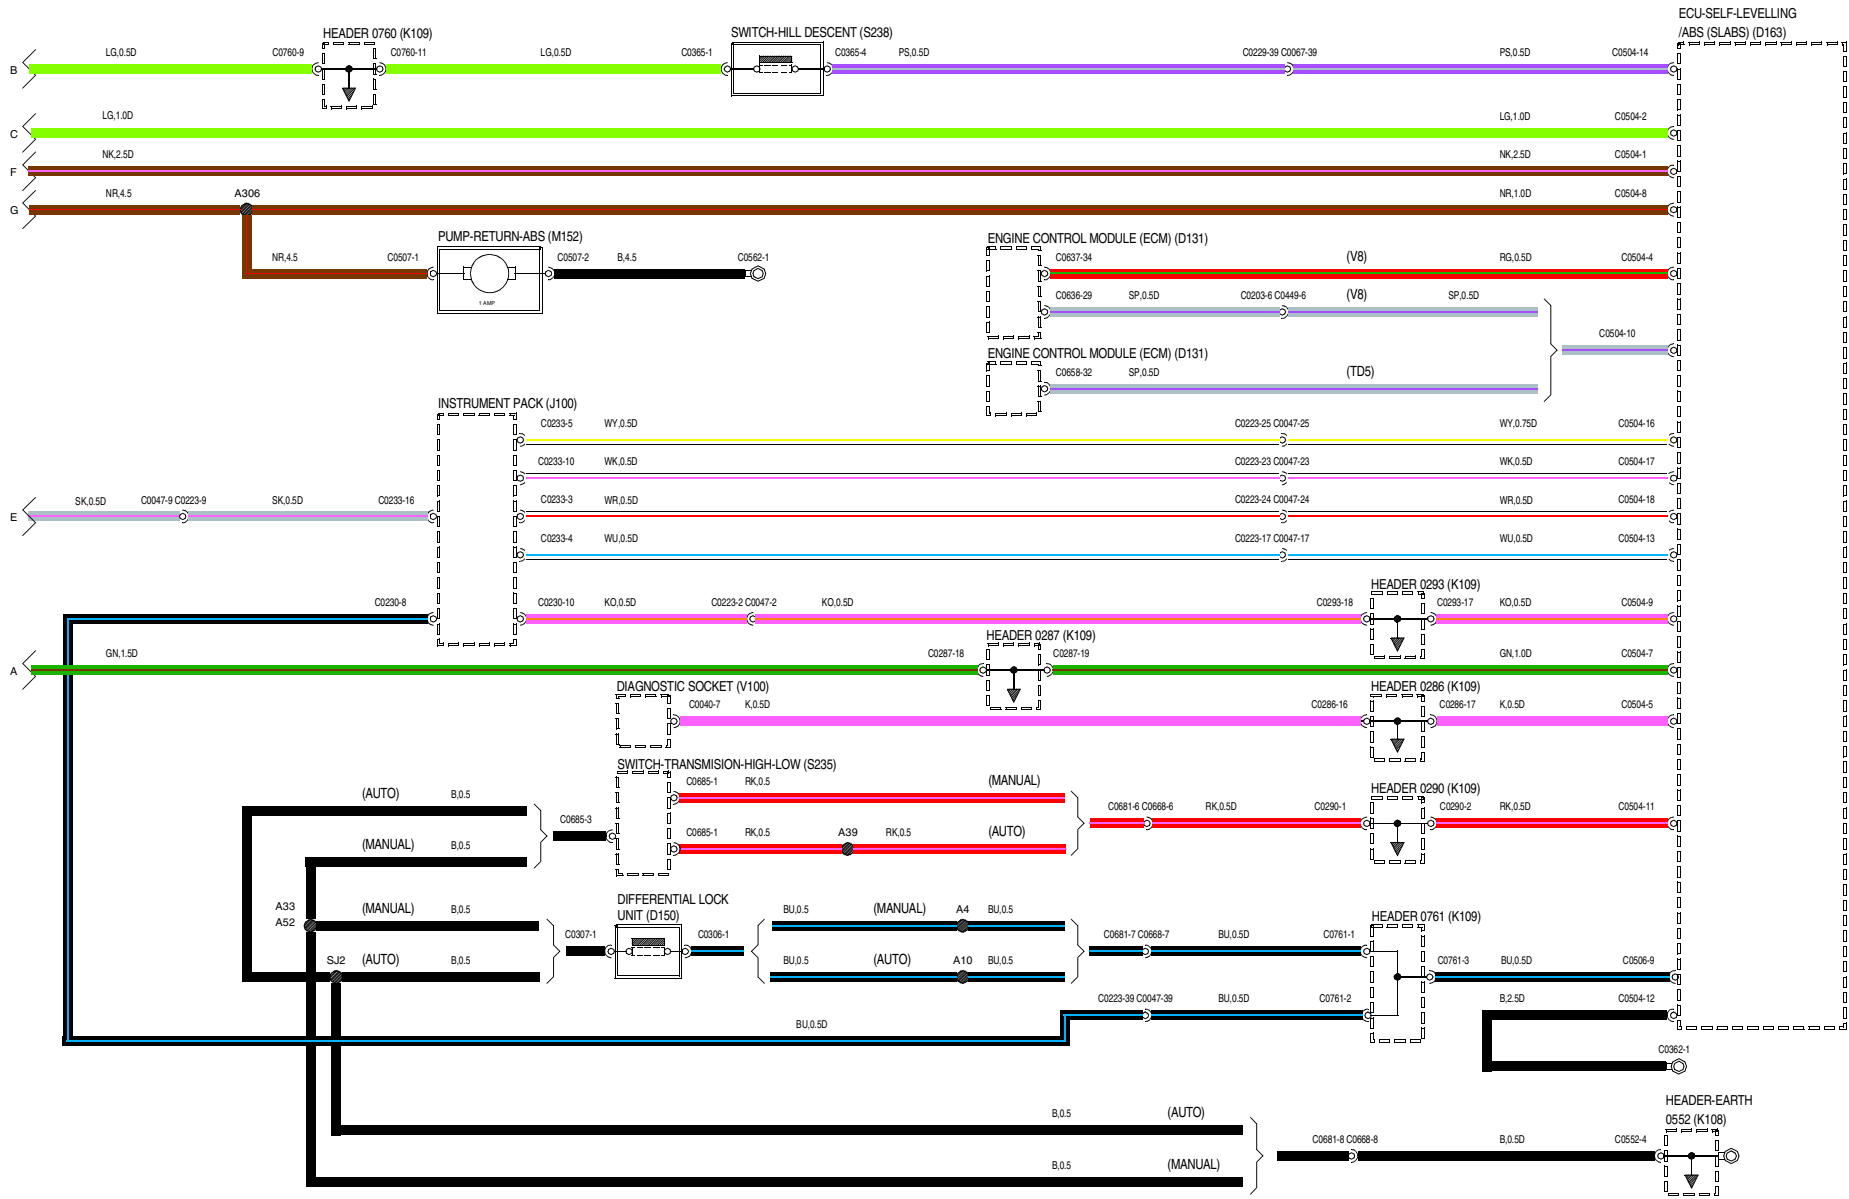 ECU-SELF-LEVELLING
/ABS (SLABS) (D163)
HEADER 0760 (K109)
SWITCH-HILL DESCENT (S238)
B
LG,0.5D
C0760-9
C0760-11
LG,0.5D
C0365-1
C0365-4
PS,0.5D
C0229-39 C0067-39
PS,0.5D
C0504-14
C
LG,1.0D
LG,1.0D
C0504-2
F
NK,2.5D
NK,2.5D
C0504-1
G
NR,4.5
A306
NR,1.0D
C0504-8
PUMP-RETURN-ABS (M152)
NR,4.5
C0507-1
1 AMP
C0507-2
B,4.5
C0562-1
ENGINE CONTROL MODULE (ECM) (D131)
C0637-34
(V8)
RG,0.5D
C0504-4
C0636-29
SP,0.5D
C0203-6 C0449-6
(V8)
SP,0.5D
C0504-10
ENGINE CONTROL MODULE (ECM) (D131)
C0658-32
SP,0.5D
(TD5)
INSTRUMENT PACK (J100)
C0233-5
WY,0.5D
C0223-25 C0047-25
WY,0.75D
C0504-16
C0233-10
WK,0.5D
C0223-23 C0047-23
WK,0.5D
C0504-17
E
SK,0.5D
C0047-9 C0223-9
SK,0.5D
C0233-16
C0233-3
WR,0.5D
C0223-24 C0047-24
WR,0.5D
C0504-18
C0233-4
WU,0.5D
C0223-17 C0047-17
WU,0.5D
C0504-13
HEADER 0293 (K109)
C0230-8
C0230-10
KO,0.5D
C0223-2 C0047-2
KO,0.5D
C0293-18
C0293-17
KO,0.5D
C0504-9
HEADER 0287 (K109)
A
GN,1.5D
C0287-18
C0287-19
GN,1.0D
C0504-7
DIAGNOSTIC SOCKET (V100)
HEADER 0286 (K109)
C0040-7
K,0.5D
C0286-16
C0286-17
K,0.5D
C0504-5
SWITCH-TRANSMISION-HIGH-LOW (S235)
HEADER 0290 (K109)
(AUTO)
B,0.5
C0685-1
RK,0.5
(MANUAL)
C0685-3
C0681-6 C0668-6
RK,0.5D
C0290-1
C0290-2
RK,0.5D
C0504-11
(MANUAL)
B,0.5
C0685-1
RK,0.5
A39
RK,0.5
(AUTO)
DIFFERENTIAL LOCK
UNIT (D150)
HEADER 0761 (K109)
A33
A52
(MANUAL)
B,0.5
BU,0.5
(MANUAL)
A4
BU,0.5
C0307-1
C0306-1
C0681-7 C0668-7
BU,0.5D
C0761-1
SJ2
(AUTO)
B,0.5
BU,0.5
(AUTO)
A10
BU,0.5
C0761-3
BU,0.5D
C0506-9
C0223-39 C0047-39
BU,0.5D
C0761-2
B,2.5D
C0504-12
BU,0.5D
C0362-1
HEADER-EARTH
0552 (K108)
B,0.5
(AUTO)
C0681-8 C0668-8
B,0.5D
C0552-4
B,0.5
(MANUAL)